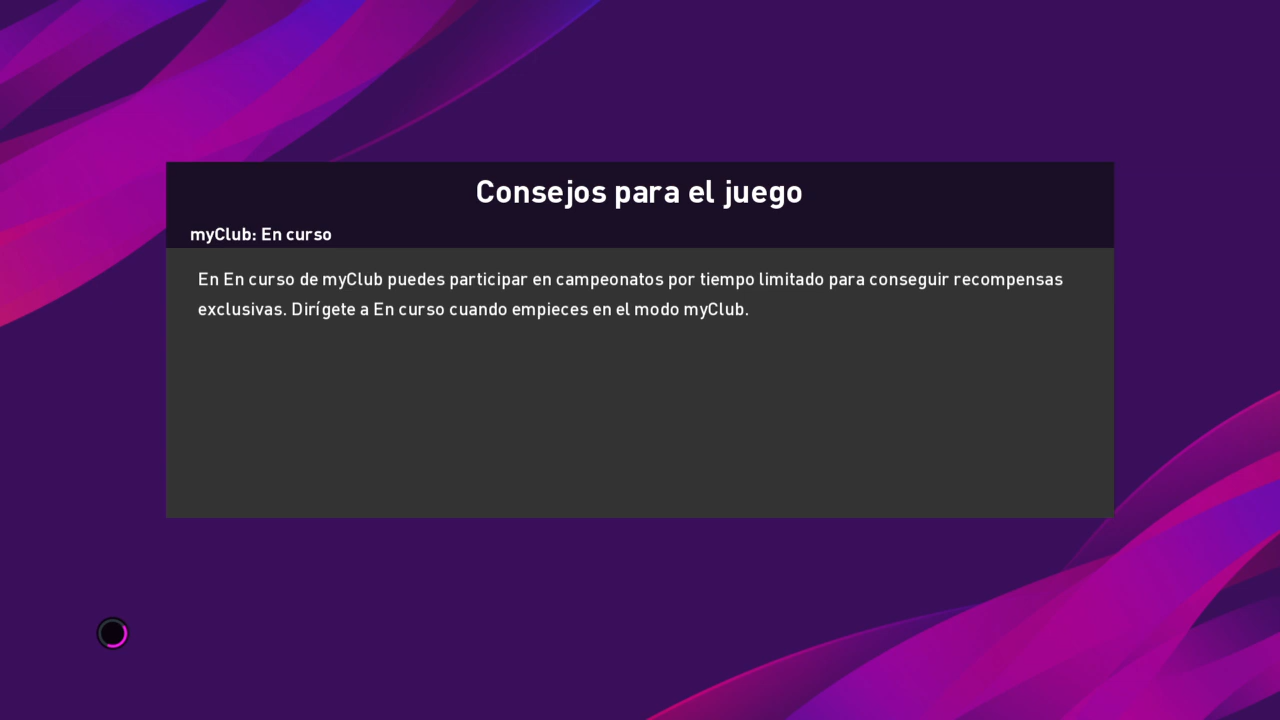 Consejos para el juego
myClub: En curso
En En curso de myClub puedes participar en campeonatos por tiempo limitado para conseguir recompensas
exclusivas. Dirígete a En curso cuando empieces en el modo myClub.